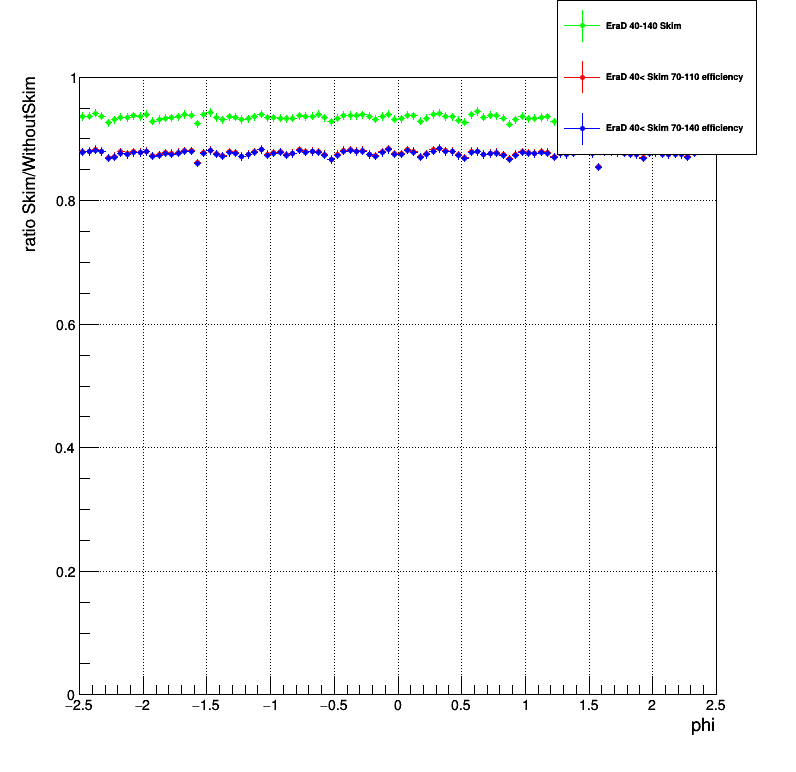 EraD 40-140 Skim
EraD 40< Skim 70-110 efficiency
EraD 40< Skim 70-140 efficiency
ratio Skim/WithoutSkim
1
0.8
0.6
0.4
0.2
0
−2.5 −2 −1.5 −1 −0.5 0 0.5 1 1.5 2 2.5
phi